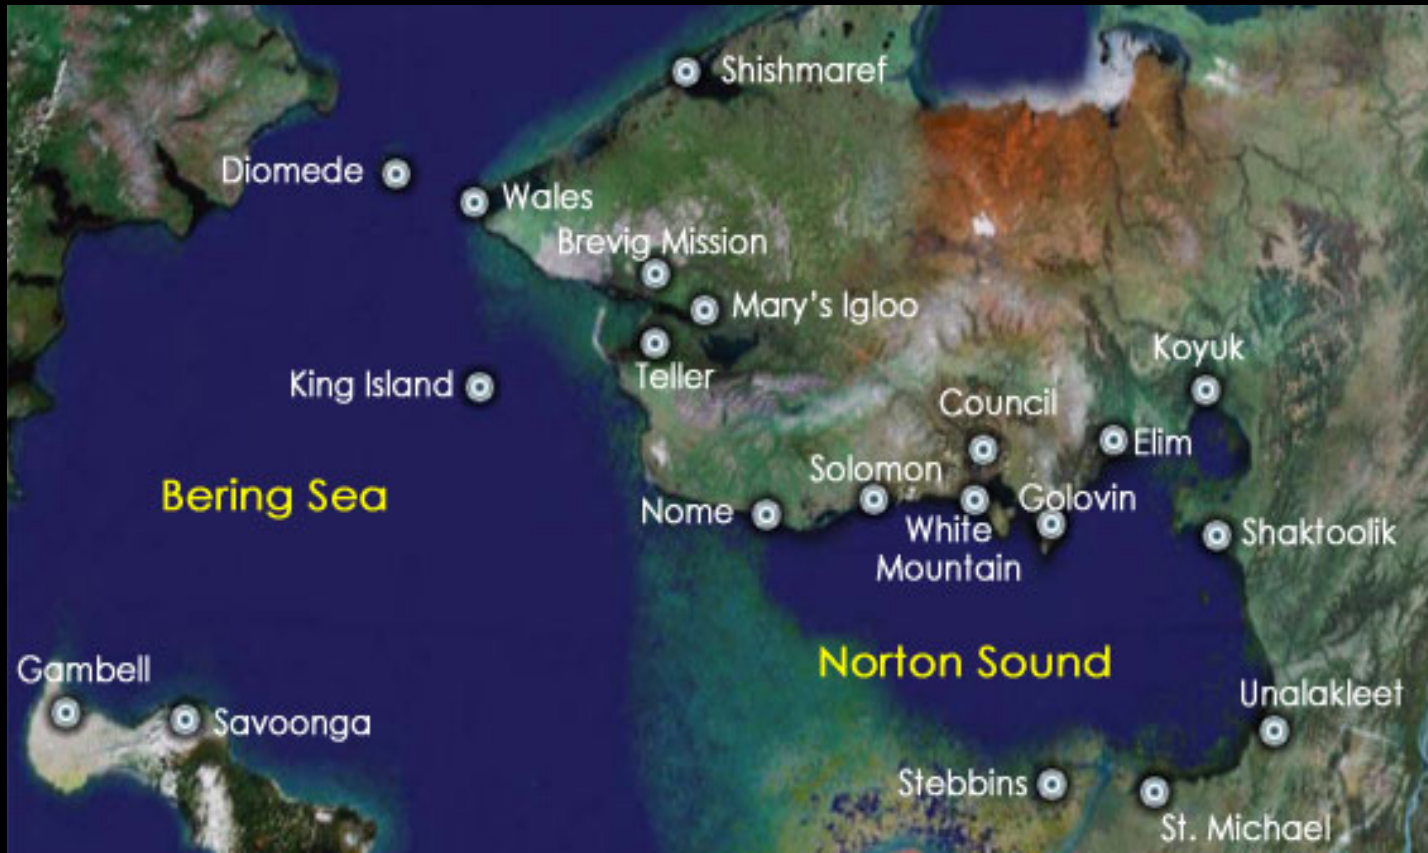 Shishmaref
Diomede
Wales
Brevig Mission
Mary's Igloo
Teller
King Island
Koyuk
Council
Elim
Solomon
Bering Sea
Nome
Golovin
White
Mountain
Shaktoolik
Norton Sound
Gambell
Savoonga
Unalakleet
Stebbins
St. Michael